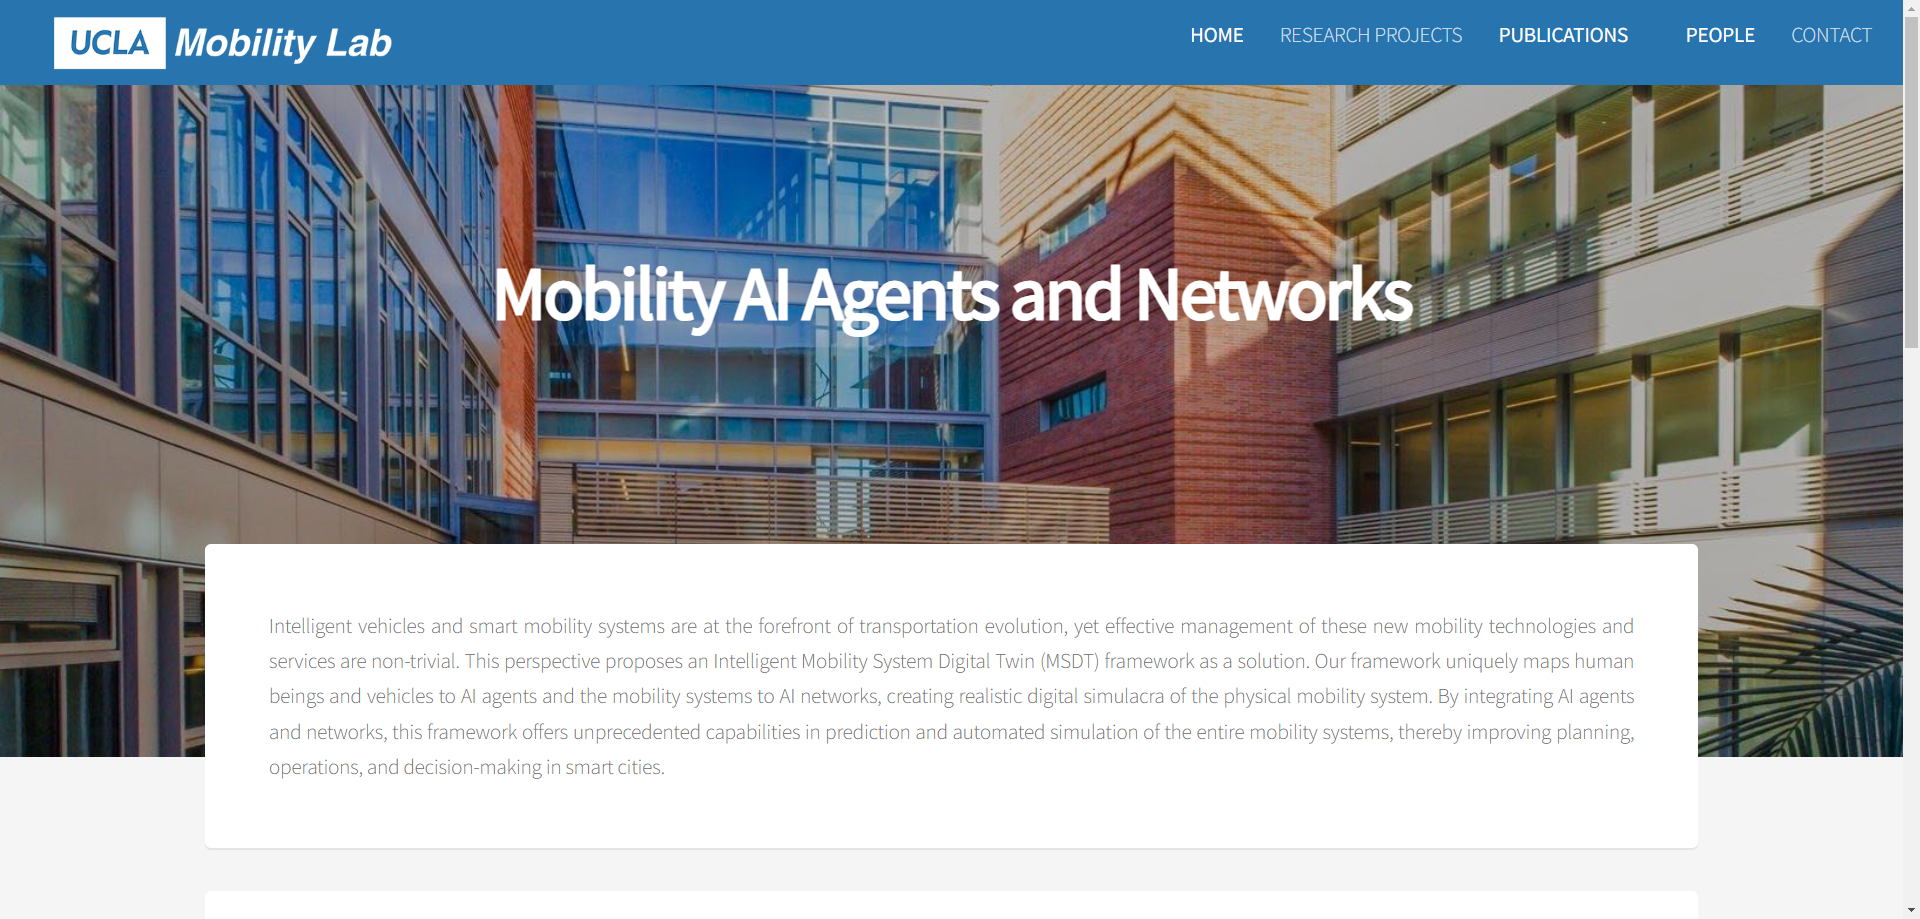 UCLA Mobility Lab
HOME RESEARCH PROJECTS PUBLICATIONS PEOPLE CONTACT
Mobility AI Agents and Networks
Intelligent vehicles and smart mobility systems are at the forefront of transportation evolution, yet effective management of these new mobility technologies and
services are non-trivial. This perspective proposes an Intelligent Mobility System Digital Twin (MSDT) framework as a solution. Our framework uniquely maps human
beings and vehicles to AI agents and the mobility systems to AI networks, creating realistic digital simulacra of the physical mobility system. By integrating AI agents
and networks, this framework offers unprecedented capabilities in prediction and automated simulation of the entire mobility systems, thereby improving planning,
operations, and decision-making in smart cities.